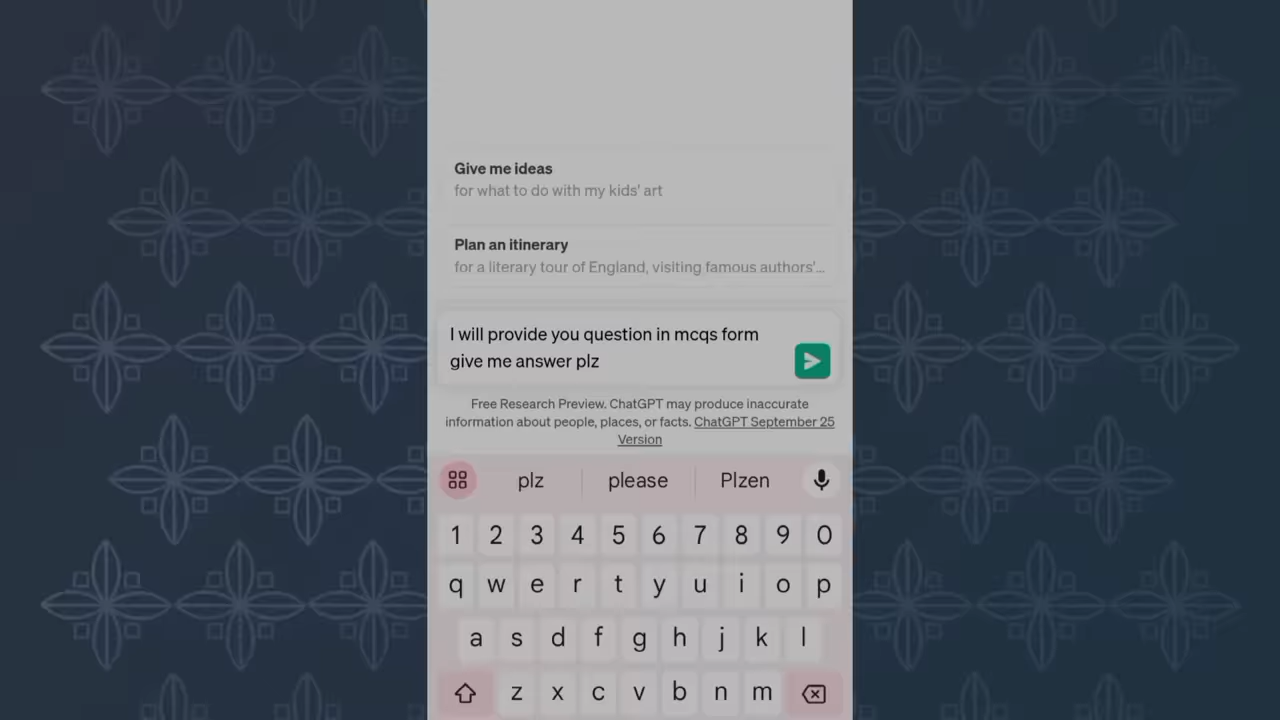 Give me ideas
for what to do with my kids' art
Plan an itinerary
for a literary tour of England, visiting famous authors'...
I will provide you question in mcqs form
give me answer plz
Free Research Preview. ChatGPT may produce inaccurate
information about people, places, or facts. ChatGPT September 25
Version
plz please Plzen
1 2 3 4 5 6 7 8 9 0
q w e r t y u i o p
a s d f g h j k l
z x c v b n m